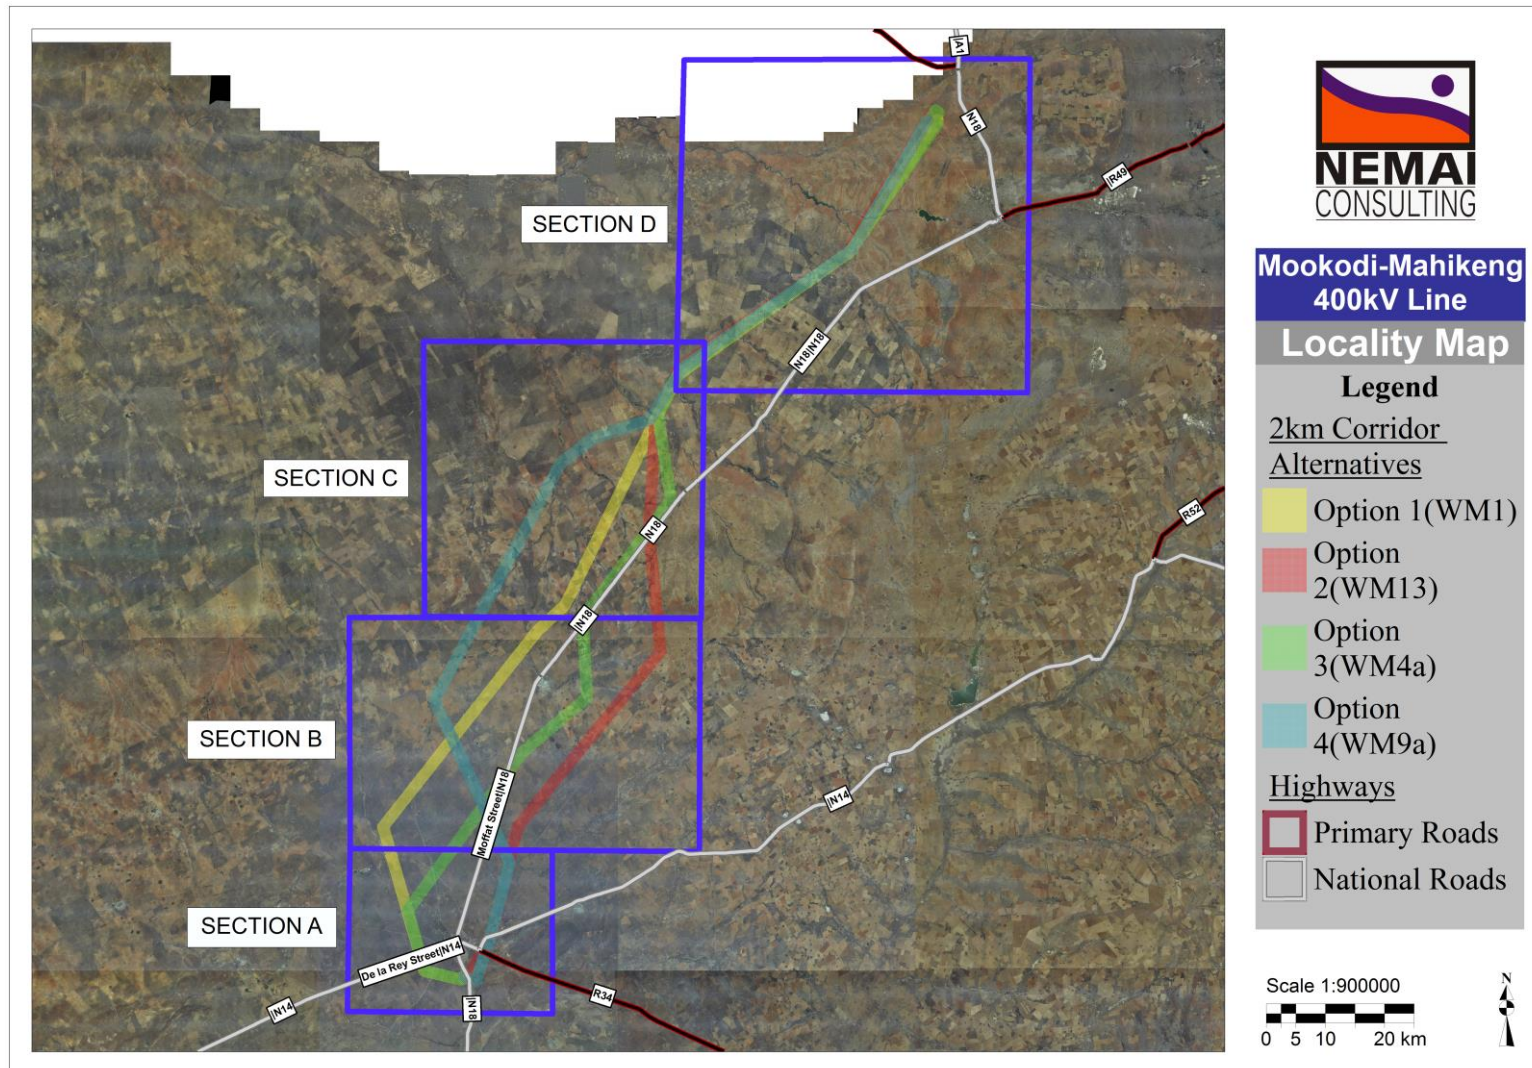 |A1
N18
|R49
SECTION D
N18|N18
SECTION C
N18
R52
|N18
SECTION B
Moffat Street|N18
|N14
SECTION A
De la Rey Street|N14
R34
|N14
|N18
NEMAI
CONSULTING
Mookodi-Mahikeng
400kV Line
Locality Map
Legend
2km Corridor
Alternatives
Option 1(WM1)
Option
2(WM13)
Option
3(WM4a)
Option
4(WM9a)
Highways
Primary Roads
National Roads
Scale 1:900000
0 5 10 20 km
N